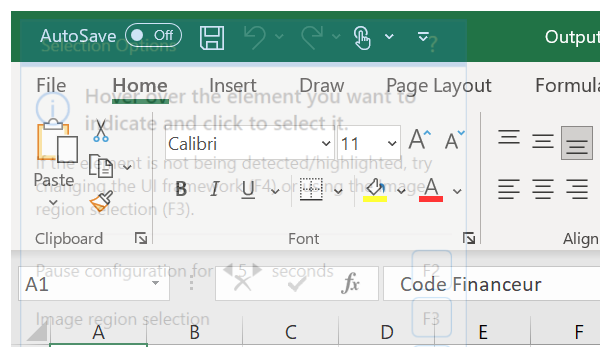 AutoSave Off Output
Selection Options ?
File Home Insert Draw Page Layout Formula
Hover over the element you want to
indicate and click to select it.
Calibri 11 A A
If the element is not being detected/highlighted, try
Paste
changing the UI framework (F4) or using the Image
B I U A
region selection (F3).
Clipboard Font Align
Pause configuration for 5 seconds F2
A1 fx Code Financeur
Image region selection F3
A B C D E F